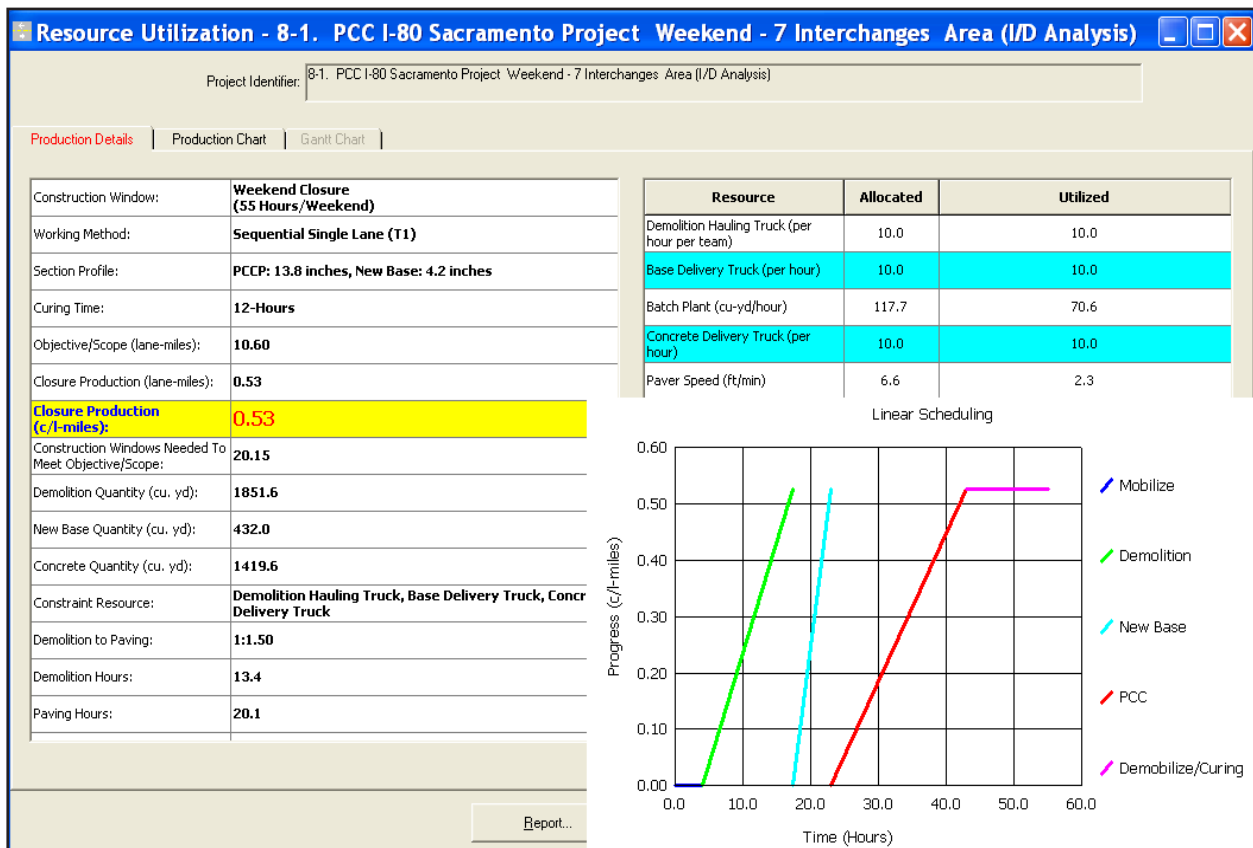 Resource Utilization - 8-1. PCC I-80 Sacramento Project Weekend - 7 Interchanges Area (I/D Analysis)
Project Identifier: 8-1. PCC I-80 Sacramento Project Weekend - 7 Interchanges Area (I/D Analysis)
Production Details Production Chart Gantt Chart
Construction Window: Weekend Closure
(55 Hours/Weekend)
Working Method: Sequential Single Lane (T1)
Section Profile: PCCP: 13.8 inches, New Base: 4.2 inches
Curing Time: 12-Hours
Objective/Scope (lane-miles): 10.60
Closure Production (lane-miles): 0.53
Closure Production
(c/l-miles): 0.53
Construction Windows Needed To
Meet Objective/Scope: 20.15
Demolition Quantity (cu. yd): 1851.6
New Base Quantity (cu. yd): 432.0
Concrete Quantity (cu. yd): 1419.6
Constraint Resource: Demolition Hauling Truck, Base Delivery Truck, Concr
Delivery Truck
Demolition to Paving: 1:1.50
Demolition Hours: 13.4
Paving Hours: 20.1
Resource Allocated Utilized
Demolition Hauling Truck (per
hour per team) 10.0 10.0
Base Delivery Truck (per hour) 10.0 10.0
Batch Plant (cu-yd/hour) 117.7 70.6
Concrete Delivery Truck (per
hour) 10.0 10.0
Paver Speed (ft/min) 6.6 2.3
Linear Scheduling
Progress (c/l-miles)
0.60
0.50
0.40
0.30
0.20
0.10
0.00
0.0 10.0 20.0 30.0 40.0 50.0 60.0
Time (Hours)
Mobilize
Demolition
New Base
PCC
Demobilize/Curing
Report...